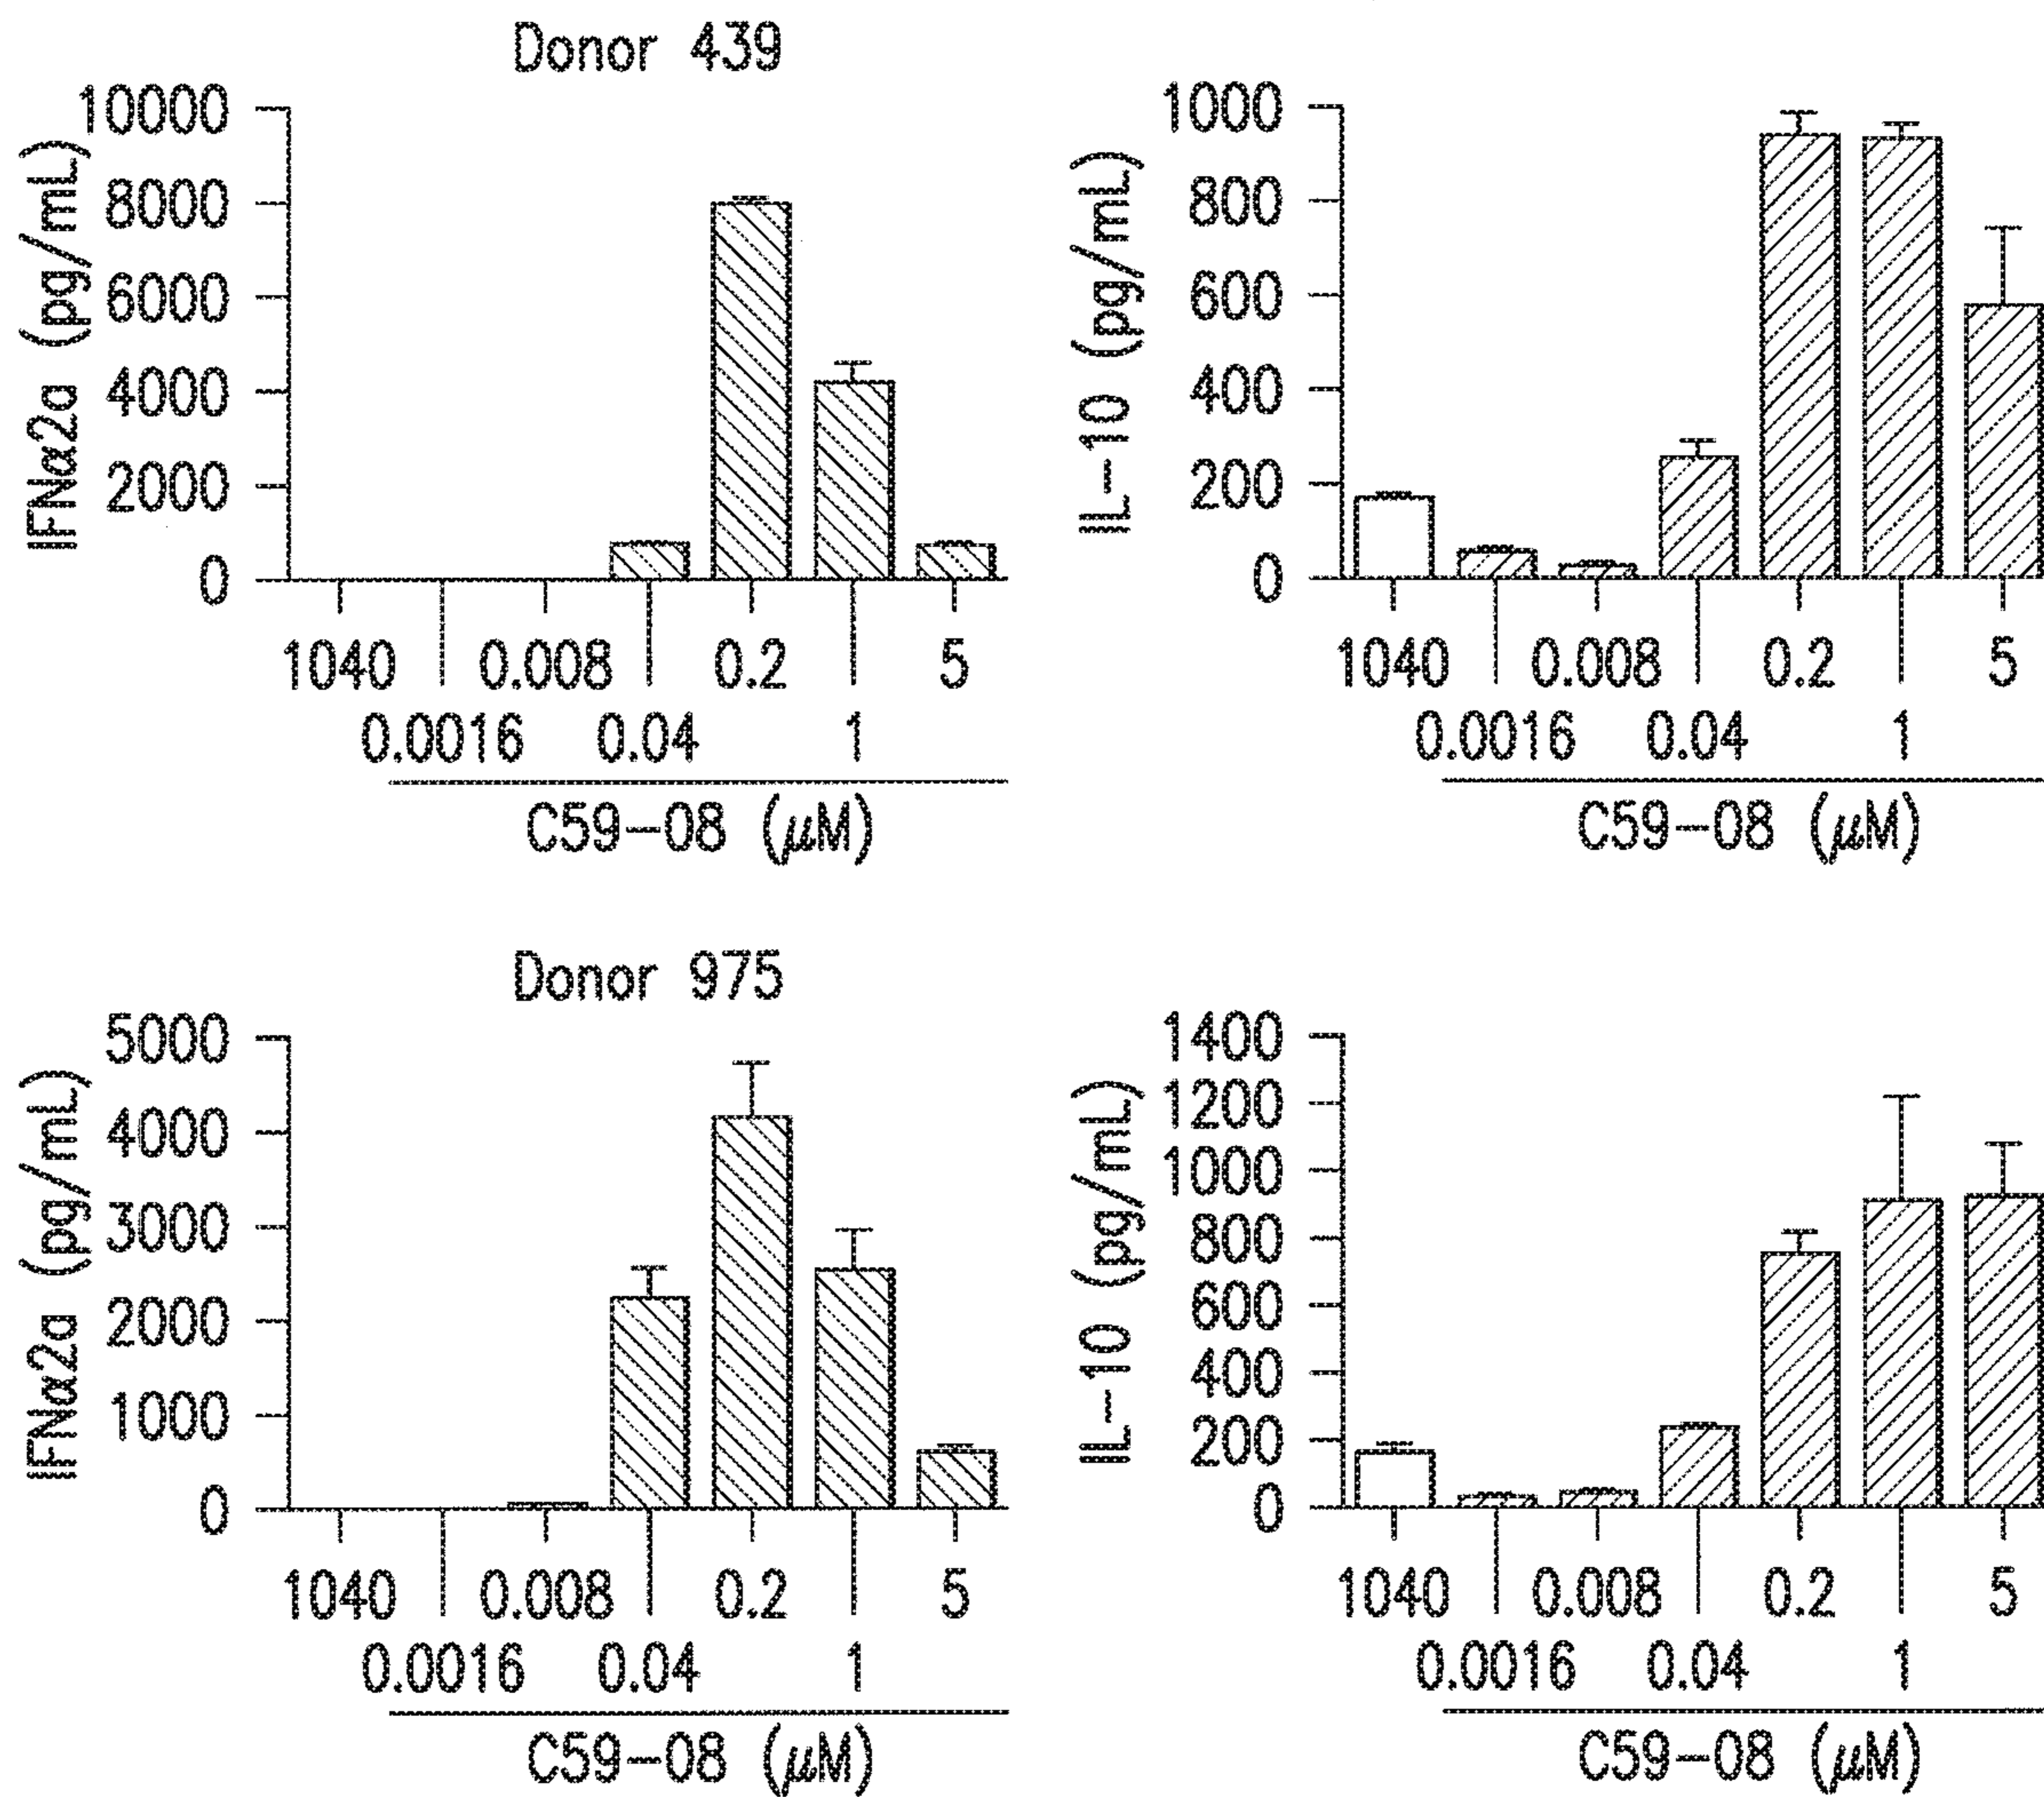 Donor 439
IFNα2a (pg/mL)
10000
8000
6000
4000
2000
0
1040 0.008 0.2 5
0.0016 0.04 1
C59-08 (μM)
IL-10 (pg/mL)
1000
800
600
400
200
0
1040 0.008 0.2 5
0.0016 0.04 1
C59-08 (μM)
Donor 975
IFNα2a (pg/mL)
5000
4000
3000
2000
1000
0
1040 0.008 0.2 5
0.0016 0.04 1
C59-08 (μM)
IL-10 (pg/mL)
1400
1200
1000
800
600
400
200
0
1040 0.008 0.2 5
0.0016 0.04 1
C59-08 (μM)